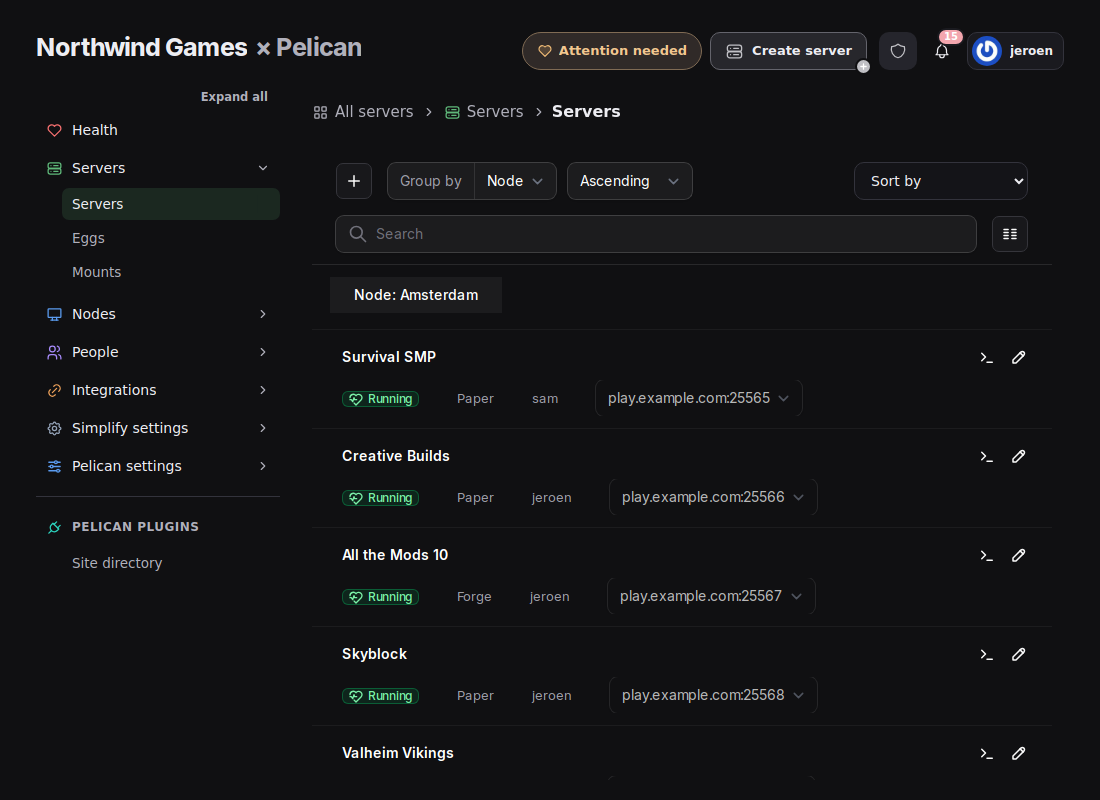 Northwind Games × Pelican
Attention needed
Create server
15
jeroen
Expand all
Health
Servers
Servers
Eggs
Mounts
Nodes
People
Integrations
Simplify settings
Pelican settings
PELICAN PLUGINS
Site directory
All servers > Servers > Servers
Group by Node Ascending Sort by
Search
Node: Amsterdam
Survival SMP
Running Paper sam play.example.com:25565
Creative Builds
Running Paper jeroen play.example.com:25566
All the Mods 10
Running Forge jeroen play.example.com:25567
Skyblock
Running Paper jeroen play.example.com:25568
Valheim Vikings